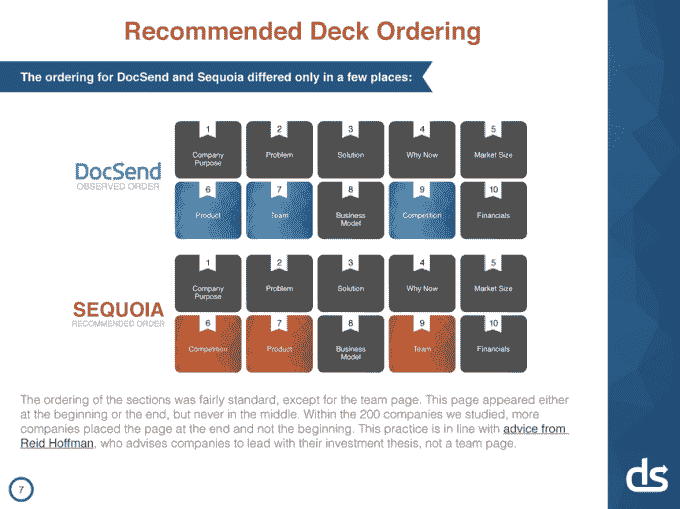 Recommended Deck Ordering
The ordering for DocSend and Sequoia differed only in a few places:
1
2
3
4
5
Company
Purpose
Problem
Solution
Why Now
Market Size
DocSend
OBSERVED ORDER
6
7
8
9
10
Product
Team
Business
Model
Competition
Financials
1
2
3
4
5
Company
Purpose
Problem
Solution
Why Now
Market Size
SEQUOIA
RECOMMENDED ORDER
6
7
8
9
10
Competition
Product
Business
Model
Team
Financials
The ordering of the sections was fairly standard, except for the team page. This page appeared either
at the beginning or the end, but never in the middle. Within the 200 companies we studied, more
companies placed the page at the end and not the beginning. This practice is in line with advice from
Reid Hoffman, who advises companies to lead with their investment thesis, not a team page.
7
ds